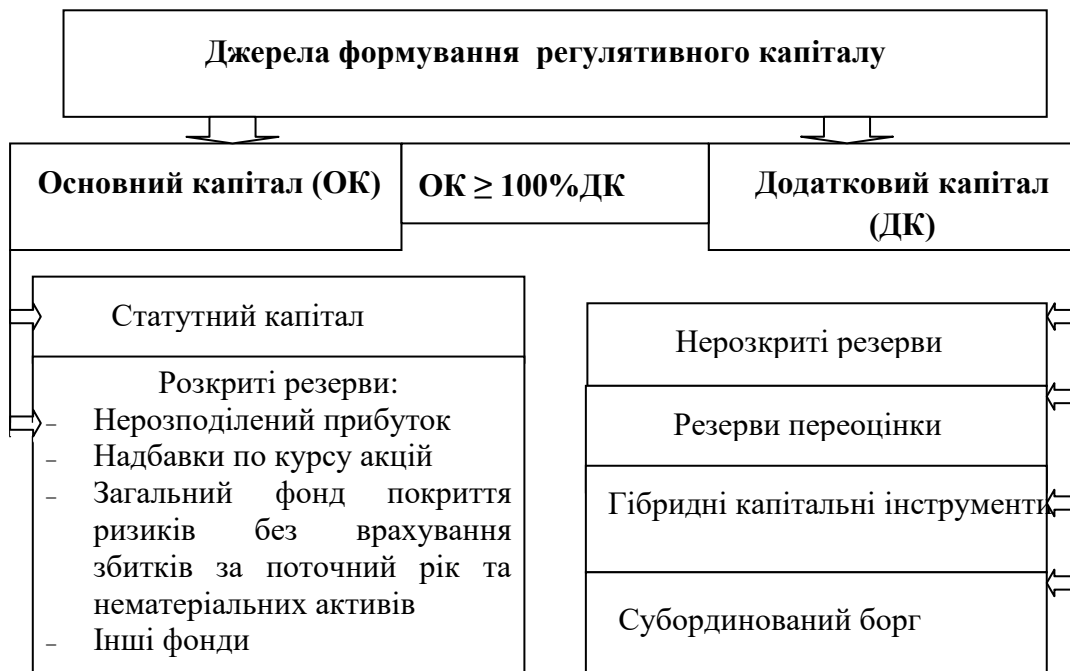 Джерела формування регулятивного капіталу
Основний капітал (ОК)
ОК ≥ 100%ДК
Додатковий капітал
(ДК)
Статутний капітал
Розкриті резерви:
– Нерозподілений прибуток
– Надбавки по курсу акцій
– Загальний фонд покриття
ризиків без врахування
збитків за поточний рік та
нематеріальних активів
– Інші фонди
Нерозкриті резерви
Резерви переоцінки
Гібридні капітальні інструменти
Субординований борг